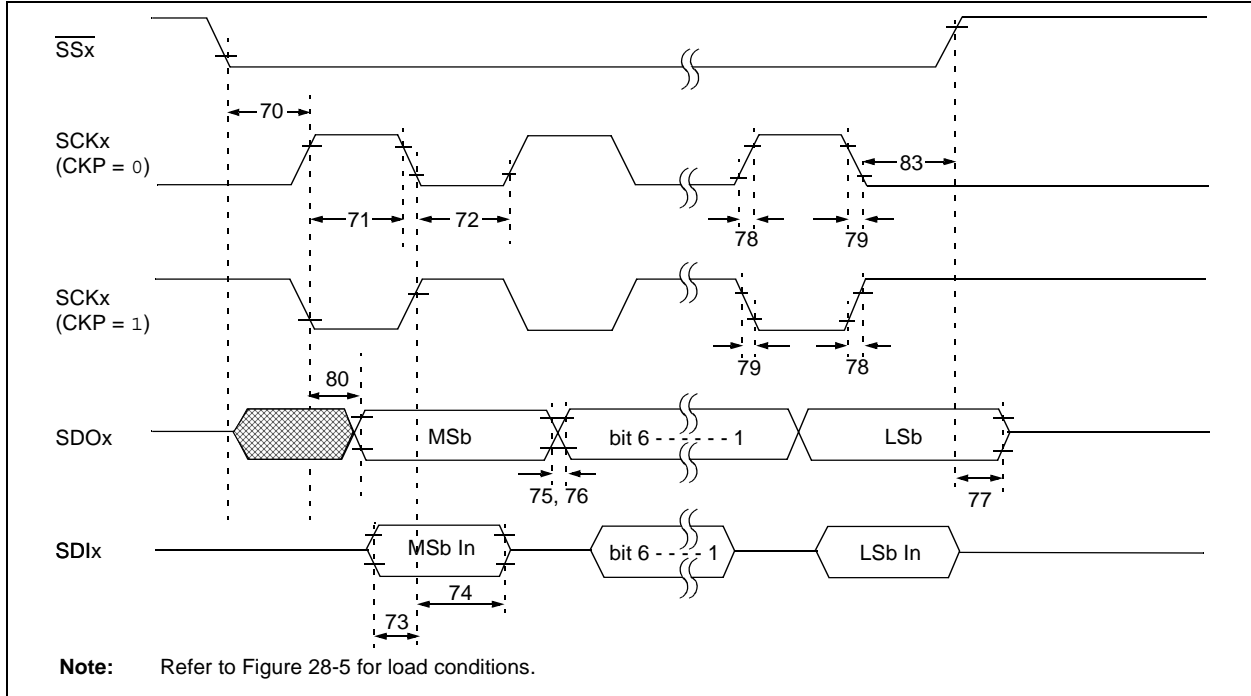 SSx
70
SCKx
(CKP = 0)
83
71
72
78
79
SCKx
(CKP = 1)
79
78
80
SDOx
MSb
bit 6 - - - - - - 1
LSb
75, 76
77
SDIx
MSb In
bit 6 - - - - - 1
LSb In
74
73
Note: Refer to Figure 28-5 for load conditions.